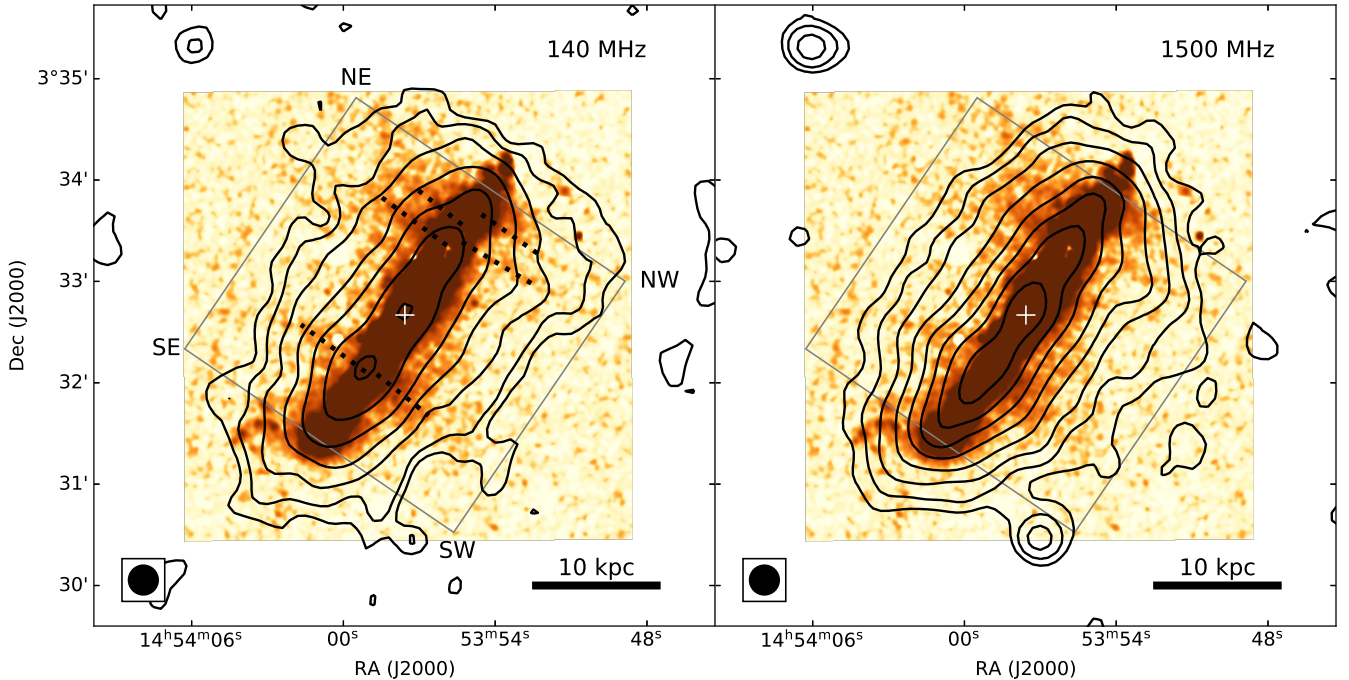 140 MHz
1500 MHz
NE
3°35'
34'
33'
32'
31'
30'
Dec (J2000)
NW
SE
SW
10 kpc
10 kpc
14ʰ54ᵐ06ˢ
00ˢ
53ᵐ54ˢ
48ˢ
14ʰ54ᵐ06ˢ
00ˢ
53ᵐ54ˢ
48ˢ
RA (J2000)
RA (J2000)